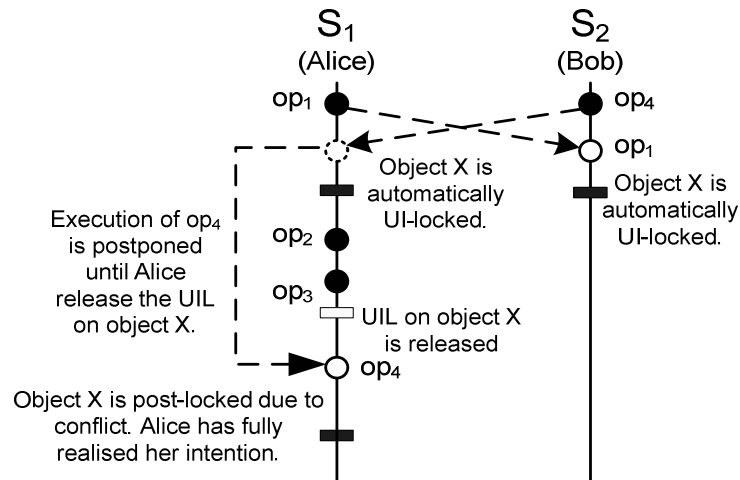 S1 S2
(Alice) (Bob)
op1 op4
op1
Object X is
automatically
UI-locked.
Object X is
automatically
UI-locked.
Execution of op4
is postponed
until Alice
release the UIL
on object X.
op2
op3
UIL on object X
is released
op4
Object X is post-locked due to
conflict. Alice has fully
realised her intention.